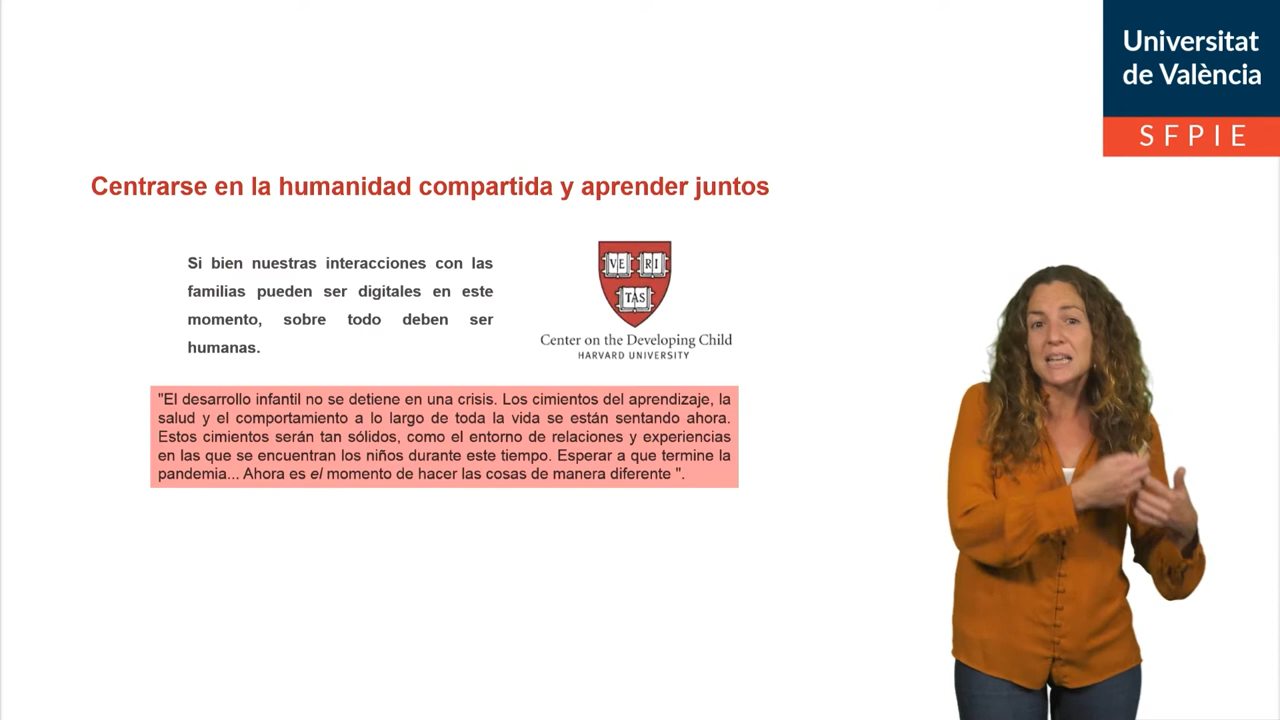 Universitat
de València
SFPIE
Centrarse en la humanidad compartida y aprender juntos
Si bien nuestras interacciones con las
familias pueden ser digitales en este
momento, sobre todo deben ser
humanas.
VE RI
TAS
Center on the Developing Child
HARVARD UNIVERSITY
"El desarrollo infantil no se detiene en una crisis. Los cimientos del aprendizaje, la
salud y el comportamiento a lo largo de toda la vida se están sentando ahora.
Estos cimientos serán tan sólidos, como el entorno de relaciones y experiencias
en las que se encuentran los niños durante este tiempo. Esperar a que termine la
pandemia... Ahora es el momento de hacer las cosas de manera diferente ".